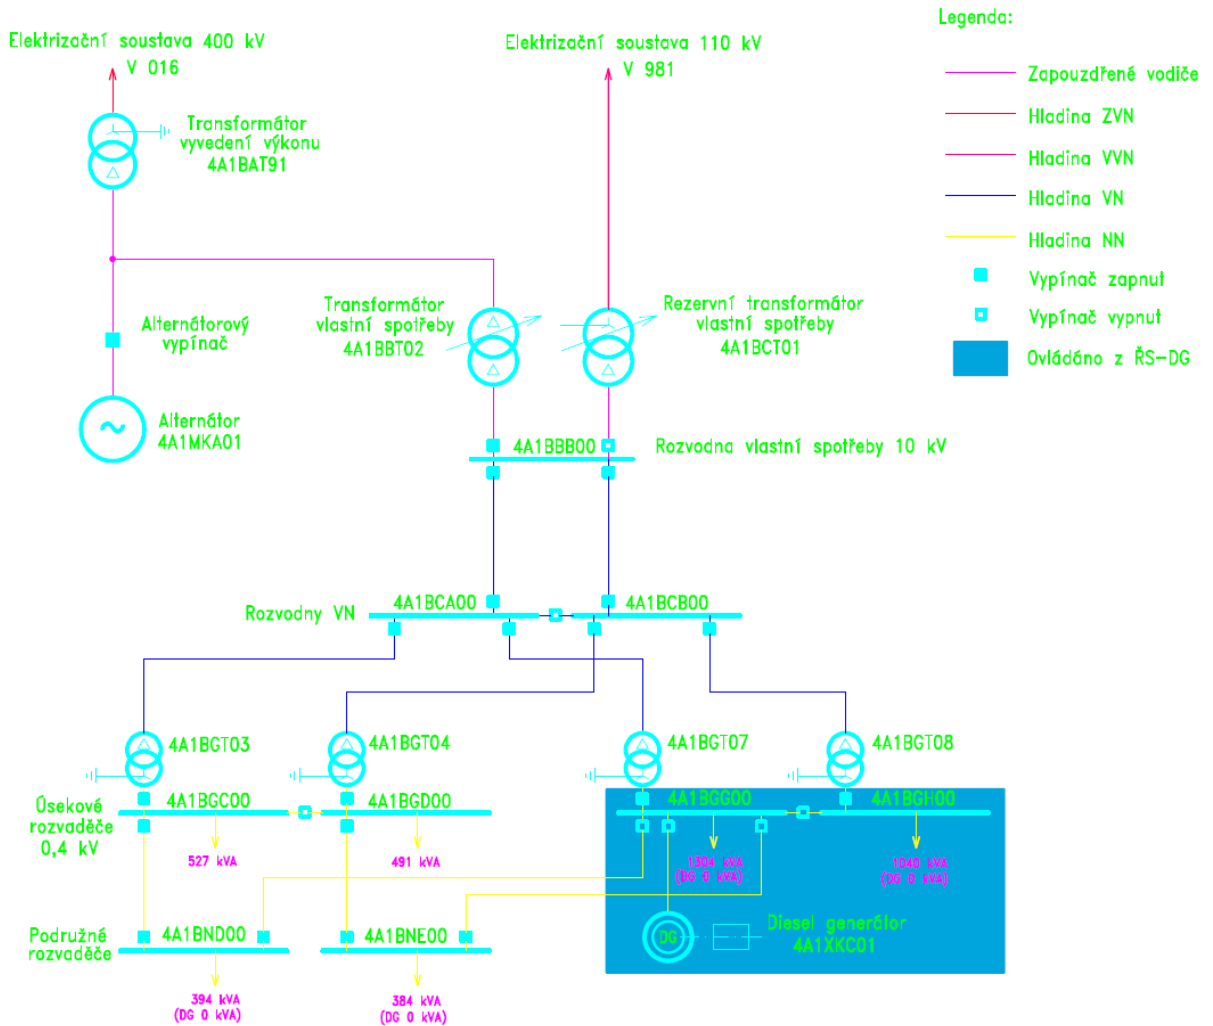 Legenda:
Elektrizační soustava 400 kV
V 016
Elektrizační soustava 110 kV
V 981
Zapouzdřené vodiče
Hladina ZVN
Hladina VVN
Hladina VN
Hladina NN
Vypínač zapnut
Vypínač vypnut
Ovládáno z ŘS-DG
Transformátor
vyvedení výkonu
4A1BAT91
Alternátorový
vypínač
Transformátor
vlastní spotřeby
4A1BBT02
Rezervní transformátor
vlastní spotřeby
4A1BCT01
Alternátor
4A1MKA01
4A1BBB00
Rozvodna vlastní spotřeby 10 kV
Rozvodny VN
4A1BCA00
4A1BCB00
4A1BGT03
4A1BGT04
4A1BGT07
4A1BGT08
Úsekové
rozvaděče
0,4 kV
4A1BGC00
4A1BGD00
4A1BGG00
4A1BGH00
527 kVA
491 kVA
1304 kVA
(DG 0 kVA)
1040 kVA
(DG 0 kVA)
Podružné
rozvaděče
4A1BND00
4A1BNE00
DG
Diesel generátor
4A1XKC01
394 kVA
(DG 0 kVA)
384 kVA
(DG 0 kVA)